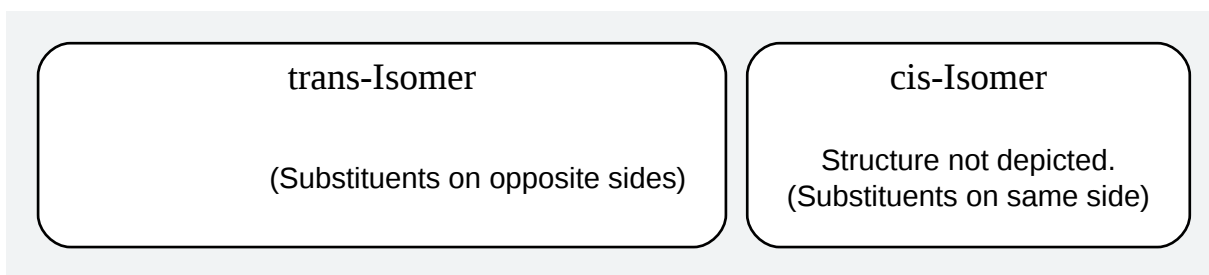 trans-Isomer
(Substituents on opposite sides)
cis-Isomer
Structure not depicted.
(Substituents on same side)